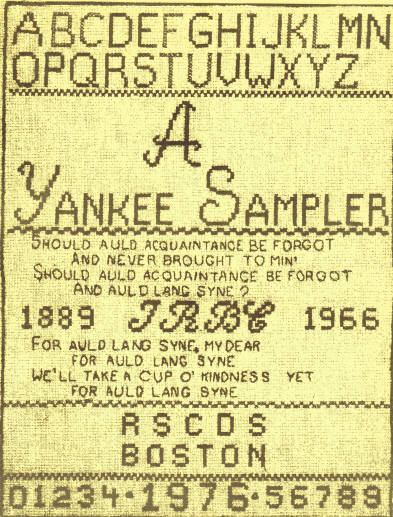 ABCDEFGHIJKLMN
OPQRSTUVWXYZ
A
YANKEE SAMPLER
SHOULD AULD ACQUAINTANCE BE FORGOT
AND NEVER BROUGHT TO MIN'
SHOULD AULD ACQUAINTANCE BE FORGOT
AND AULD LANG SYNE ?
1889 JRBC 1966
FOR AULD LANG SYNE, MY DEAR
FOR AULD LANG SYNE
WE'LL TAKE A CUP O' KINDNESS YET
FOR AULD LANG SYNE
RSCDS
BOSTON
01234·1976·56789